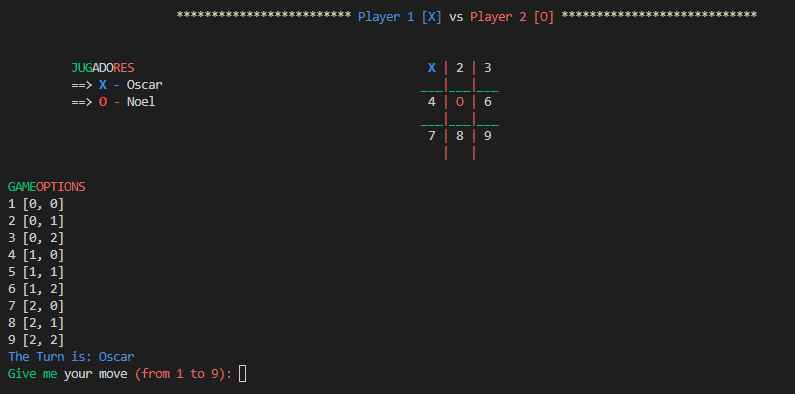 ************************* Player 1 [X] vs Player 2 [O] ****************************
JUGADORES
==> X - Oscar
==> O - Noel
X | 2 | 3
___|___|___
4 | O | 6
___|___|___
7 | 8 | 9
| |
GAMEOPTIONS
1 [0, 0]
2 [0, 1]
3 [0, 2]
4 [1, 0]
5 [1, 1]
6 [1, 2]
7 [2, 0]
8 [2, 1]
9 [2, 2]
The Turn is: Oscar
Give me your move (from 1 to 9):